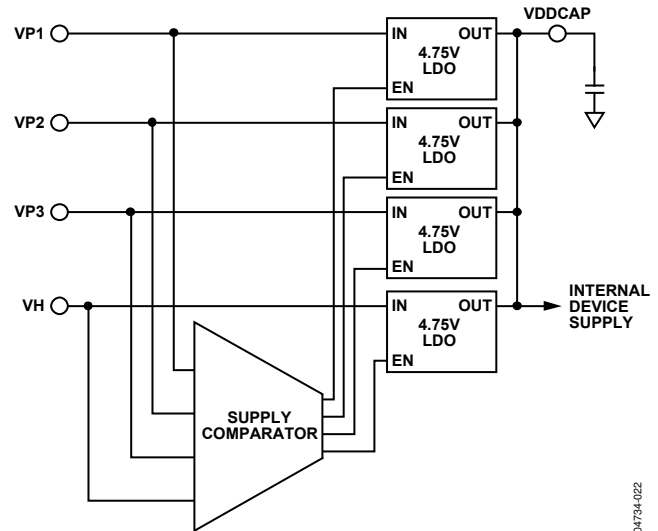 VP1
IN
OUT
VDDCAP
4.75V
LDO
EN
VP2
IN
OUT
4.75V
LDO
EN
VP3
IN
OUT
4.75V
LDO
EN
VH
IN
OUT
4.75V
LDO
EN
INTERNAL
DEVICE
SUPPLY
SUPPLY
COMPARATOR
04734-022